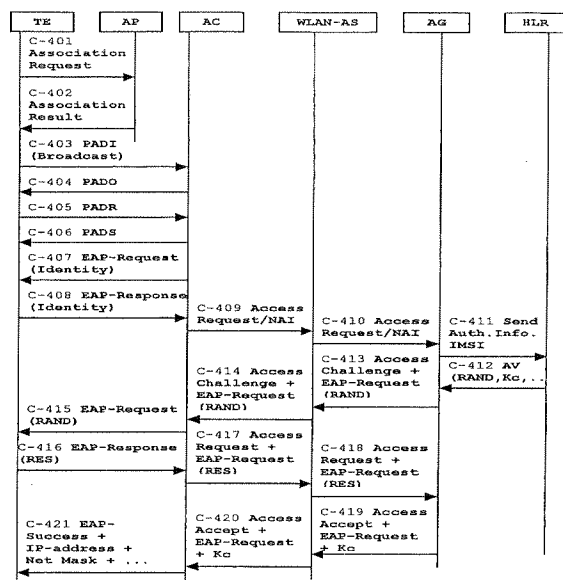 TE AP AC WLAN-AS AG HLR
C-401
Association
Request
C-402
Association
Result
C-403 PADI
(Broadcast)
C-404 PADO
C-405 PADR
C-406 PADS
C-407 EAP-Request
(Identity)
C-408 EAP-Response
(Identity)
C-409 Access
Request/NAI
C-410 Access
Request/NAI
C-411 Send
Auth.Info.
IMSI
C-412 AV
(RAND,Kc,..
C-413 Access
Challenge +
EAP-Request
(RAND)
C-414 Access
Challenge +
EAP-Request
(RAND)
C-415 EAP-Request
(RAND)
C-416 EAP-Response
(RES)
C-417 Access
Request +
EAP-Request
(RES)
C-418 Access
Request +
EAP-Request
(RES)
C-419 Access
Accept +
EAP-Request
+ Kc
C-420 Access
Accept +
EAP-Request
+ Kc
C-421 EAP-
Success +
IP-address +
Net Mask + ...